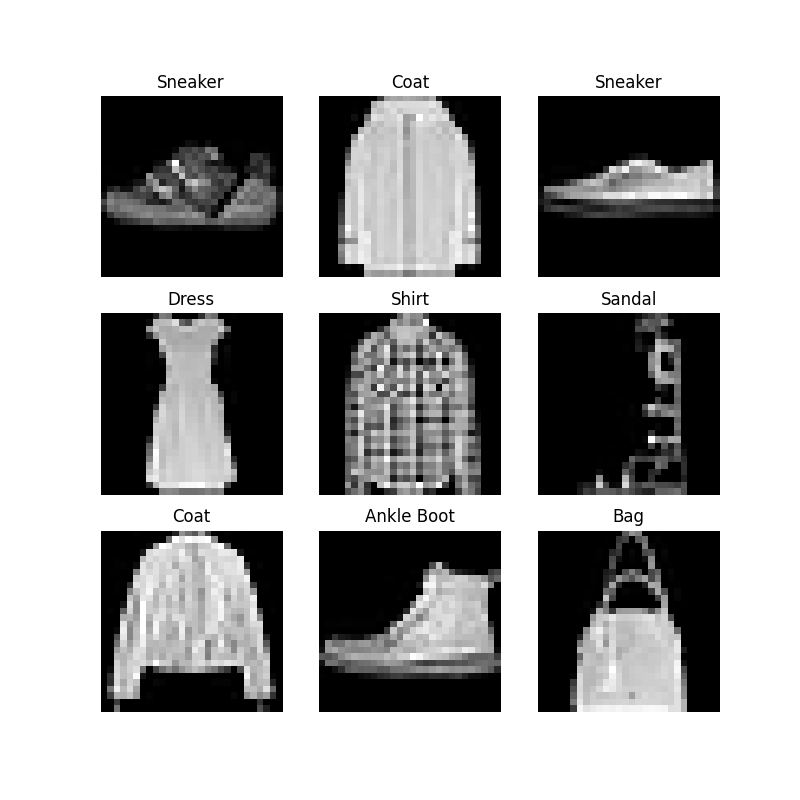 Sneaker
Coat
Sneaker
Dress
Shirt
Sandal
Coat
Ankle Boot
Bag